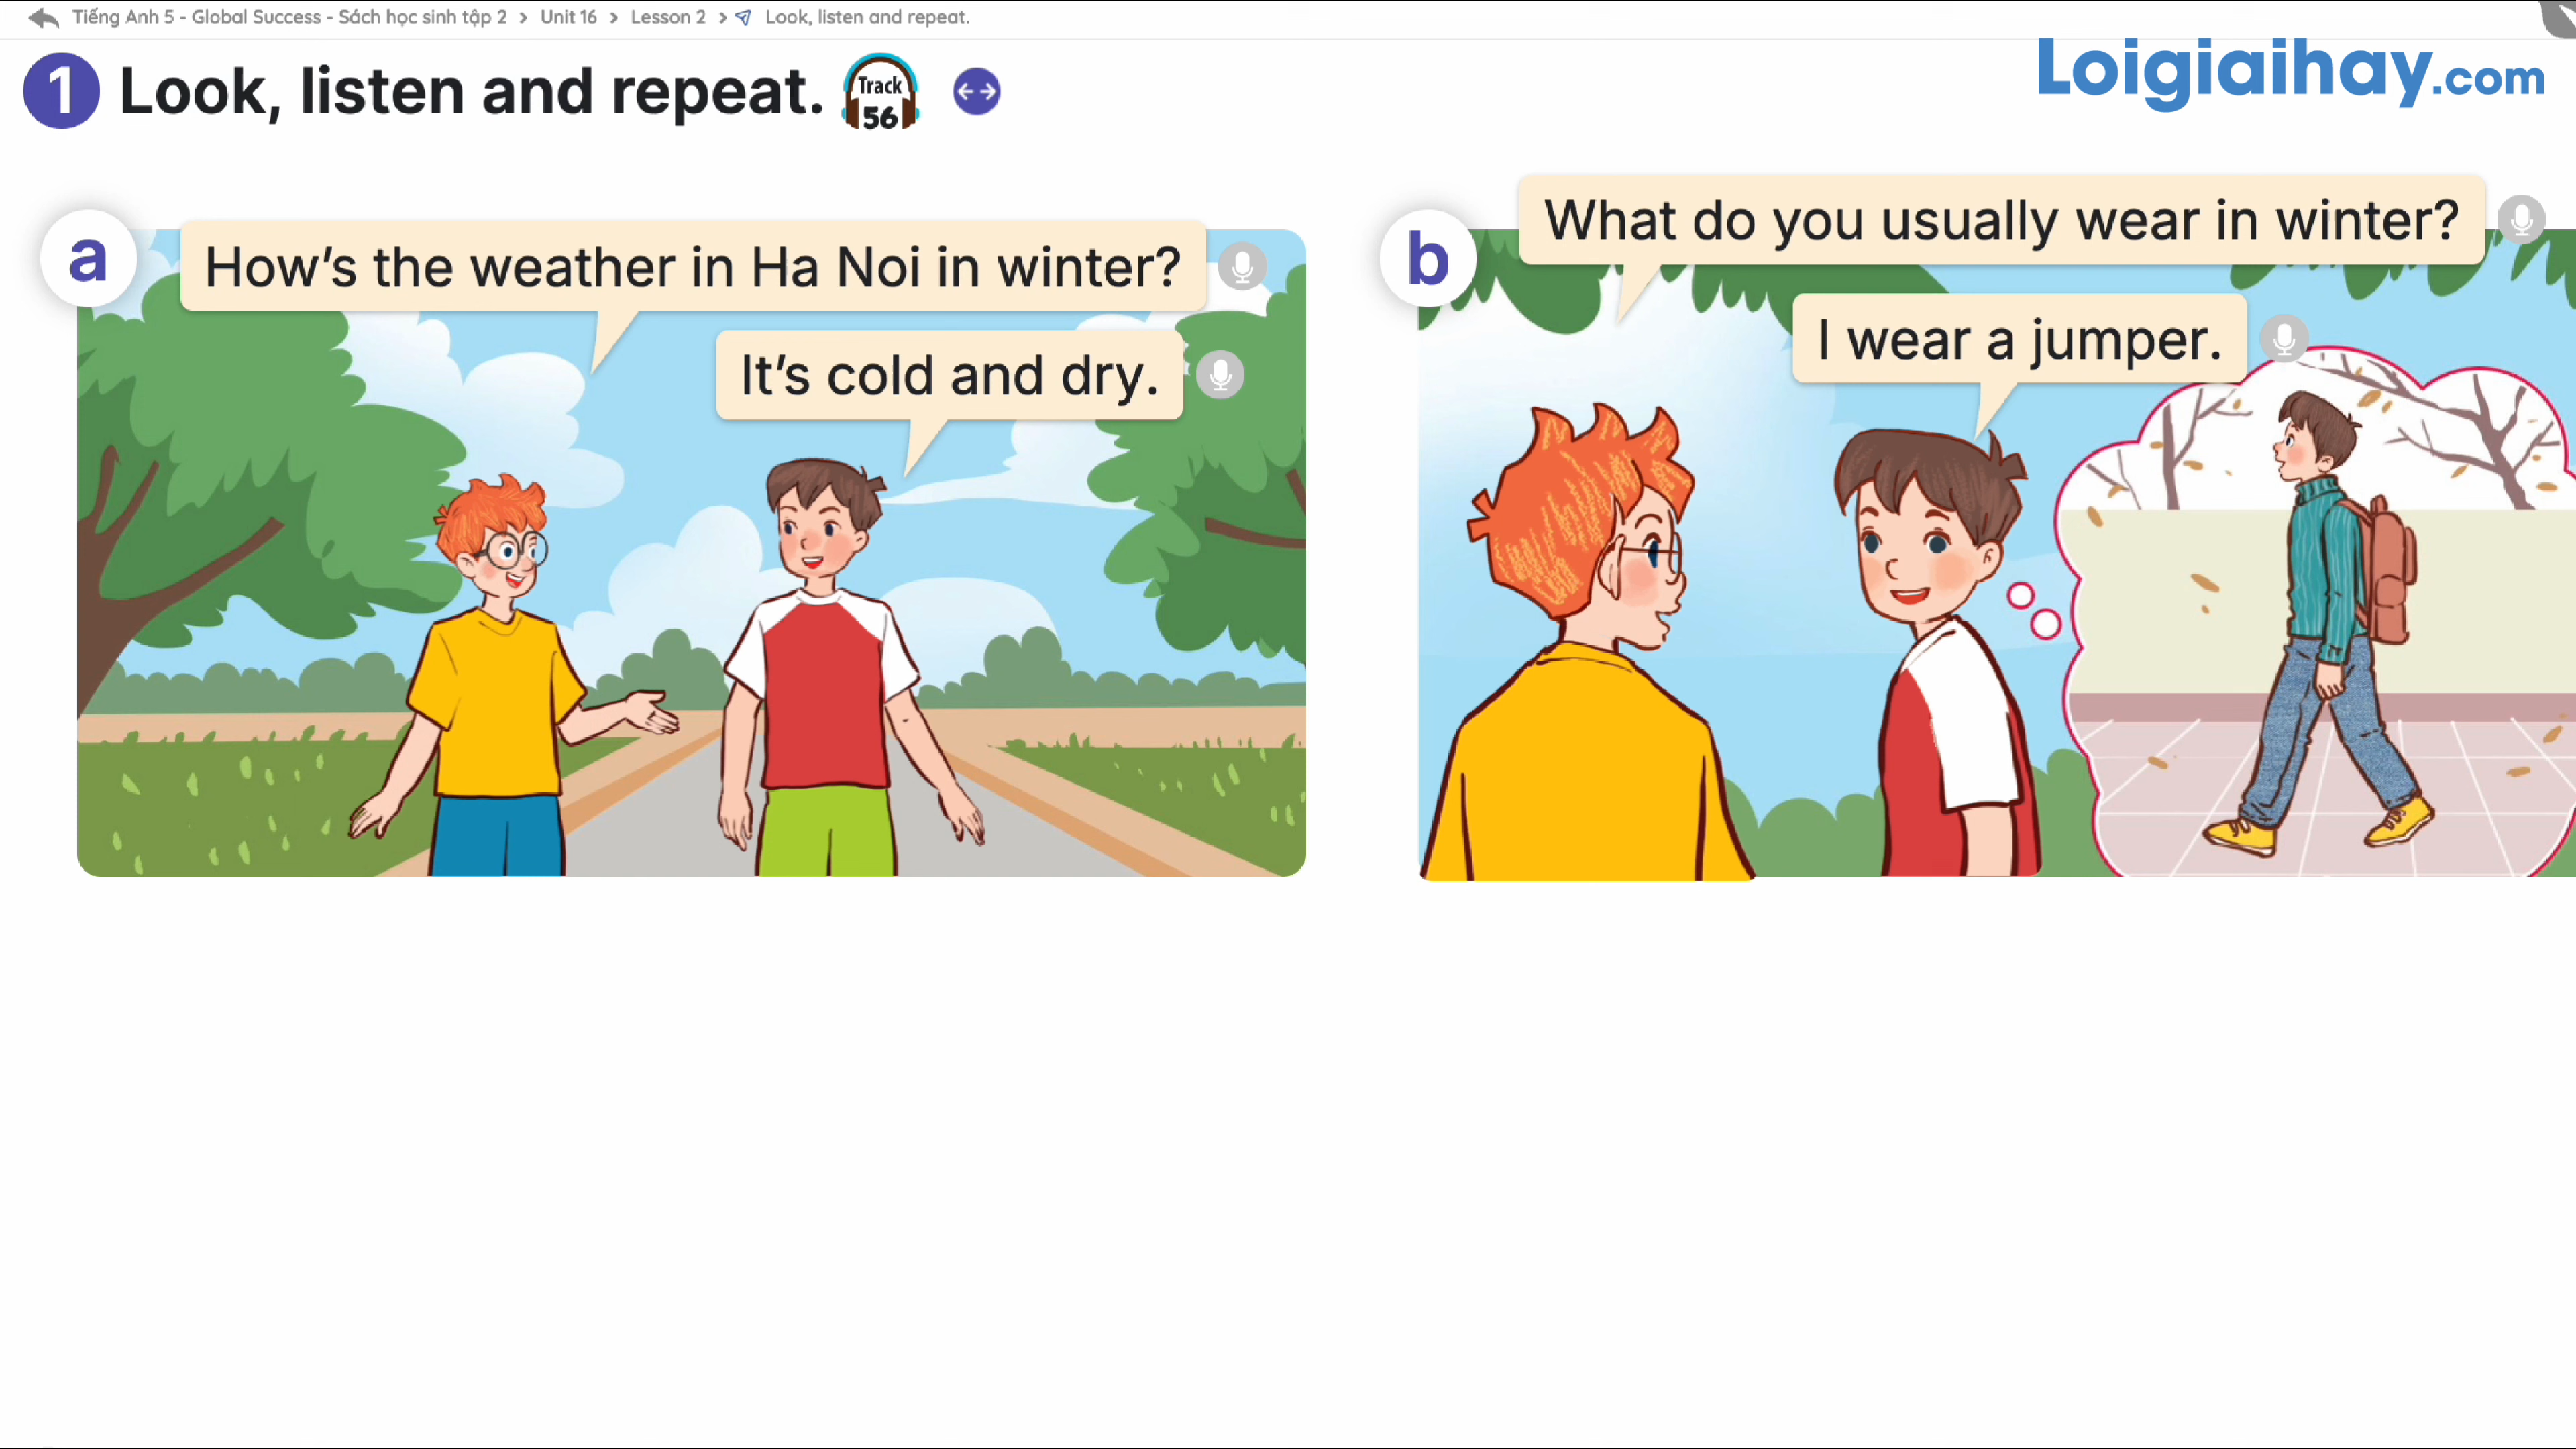 Tiếng Anh 5 - Global Success - Sách học sinh tập 2 > Unit 16 > Lesson 2 > Look, listen and repeat.
Loigiaihay.com
1 Look, listen and repeat. Track 56
a
How's the weather in Ha Noi in winter?
It's cold and dry.
b
What do you usually wear in winter?
I wear a jumper.